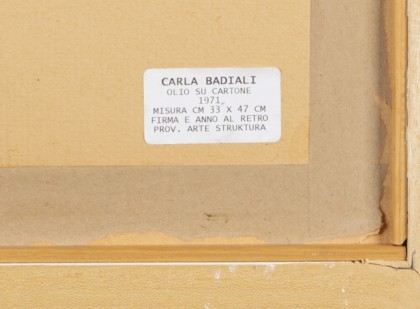 CARLA BADIALI
OLIO SU CARTONE
1971,
MISURA CM 33 X 47 CM
FIRMA E ANNO AL RETRO
PROV. ARTE STRUKTURA